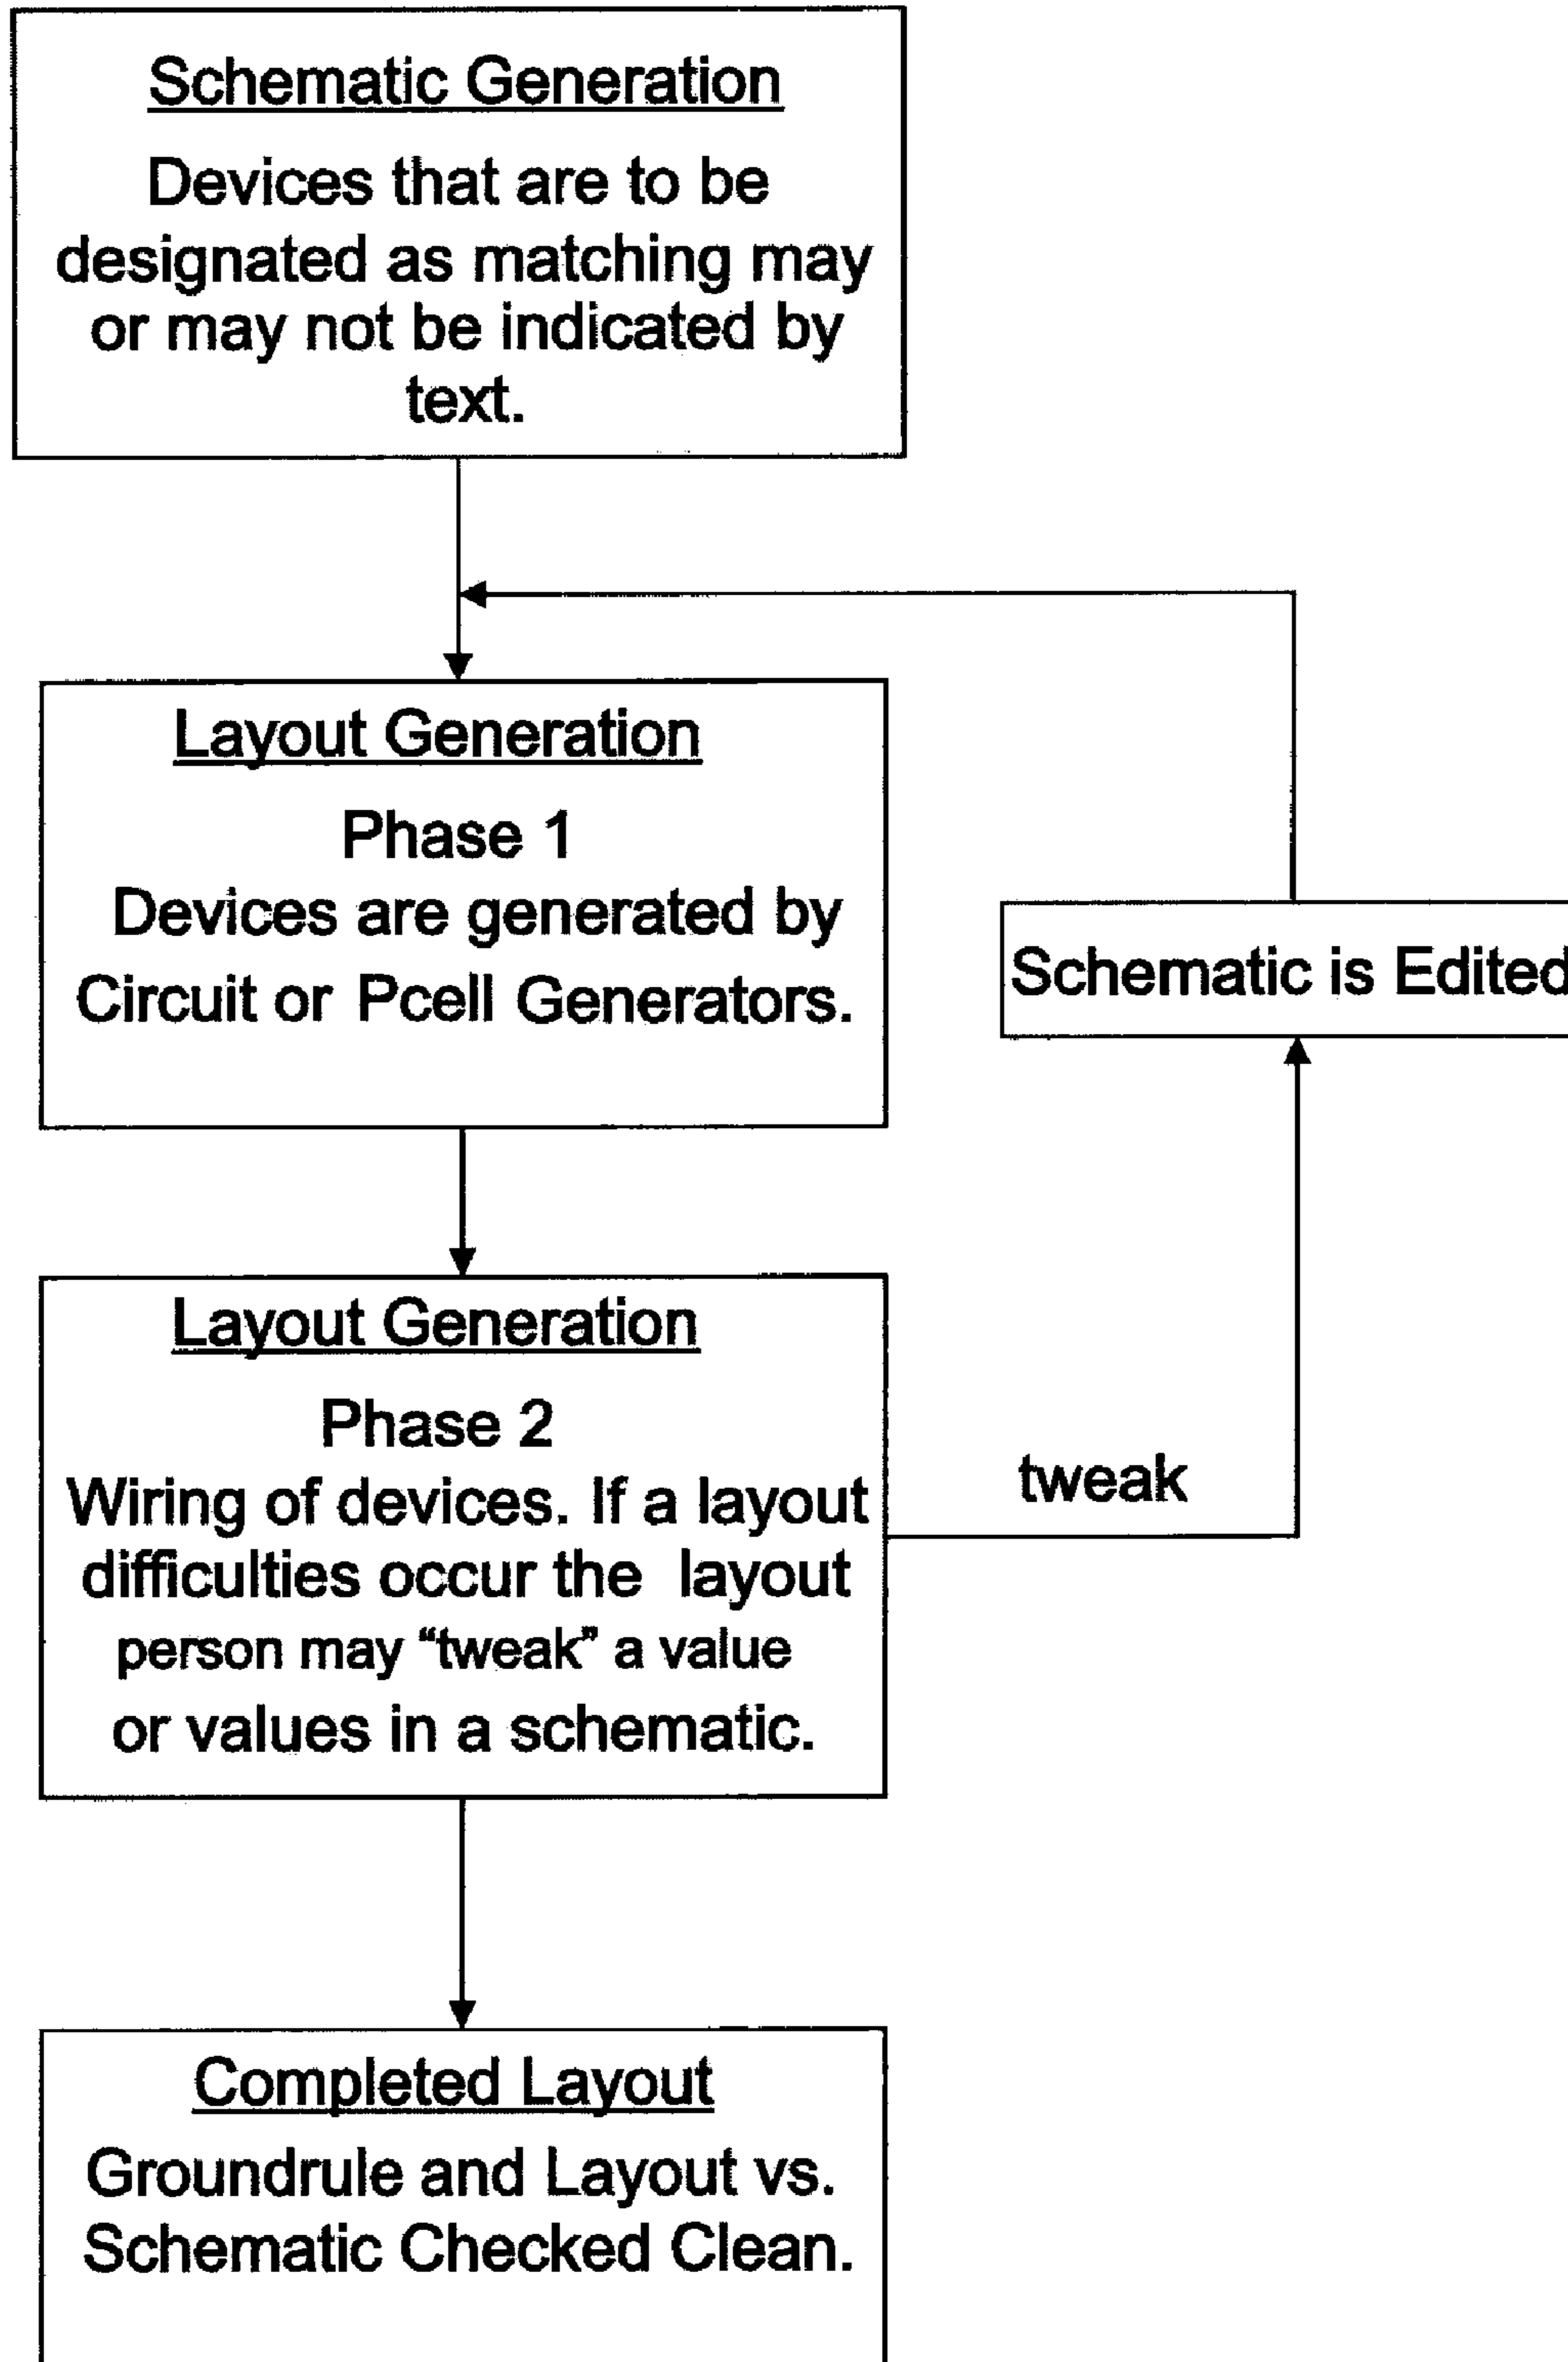 Schematic Generation
Devices that are to be
designated as matching may
or may not be indicated by
text.
Layout Generation
Phase 1
Devices are generated by
Circuit or Pcell Generators.
Schematic is Edited
Layout Generation
Phase 2
Wiring of devices. If a layout
difficulties occur the layout
person may “tweak” a value
or values in a schematic.
tweak
Completed Layout
Groundrule and Layout vs.
Schematic Checked Clean.